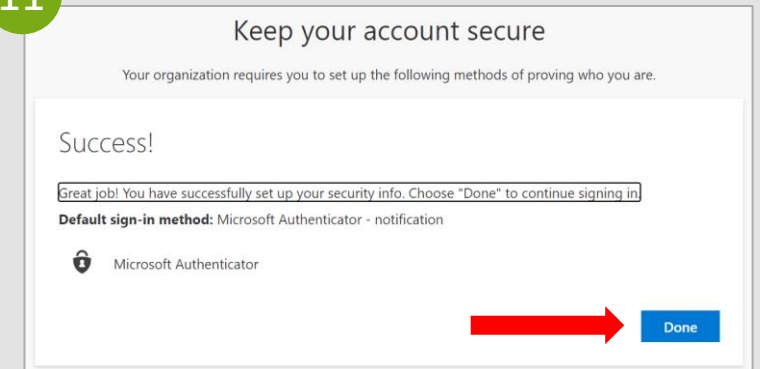 11
Keep your account secure
Your organization requires you to set up the following methods of proving who you are.
Success!
Great job! You have successfully set up your security info. Choose "Done" to continue signing in.
Default sign-in method: Microsoft Authenticator - notification
Microsoft Authenticator
Done